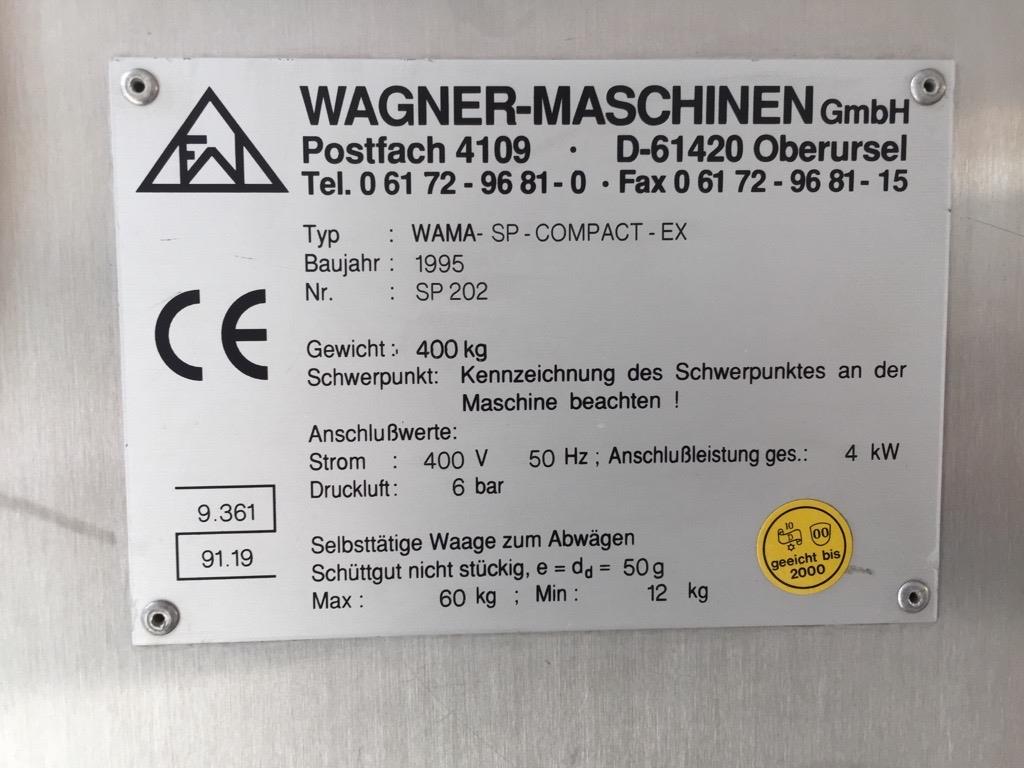 WAGNER-MASCHINEN GmbH
Postfach 4109 · D-61420 Oberursel
Tel. 0 61 72 - 96 81-0 · Fax 0 61 72 - 96 81 - 15
Typ : WAMA- SP - COMPACT - EX
Baujahr : 1995
Nr. : SP 202
CE
Gewicht : 400 kg
Schwerpunkt: Kennzeichnung des Schwerpunktes an der
Maschine beachten !
Anschlußwerte:
Strom : 400 V 50 Hz ; Anschlußleistung ges.: 4 kW
Druckluft : 6 bar
9.361
91.19
Selbsttätige Waage zum Abwägen
Schüttgut nicht stückig, e = dd = 50 g
Max : 60 kg ; Min : 12 kg
10
D 00
geeicht bis
2000